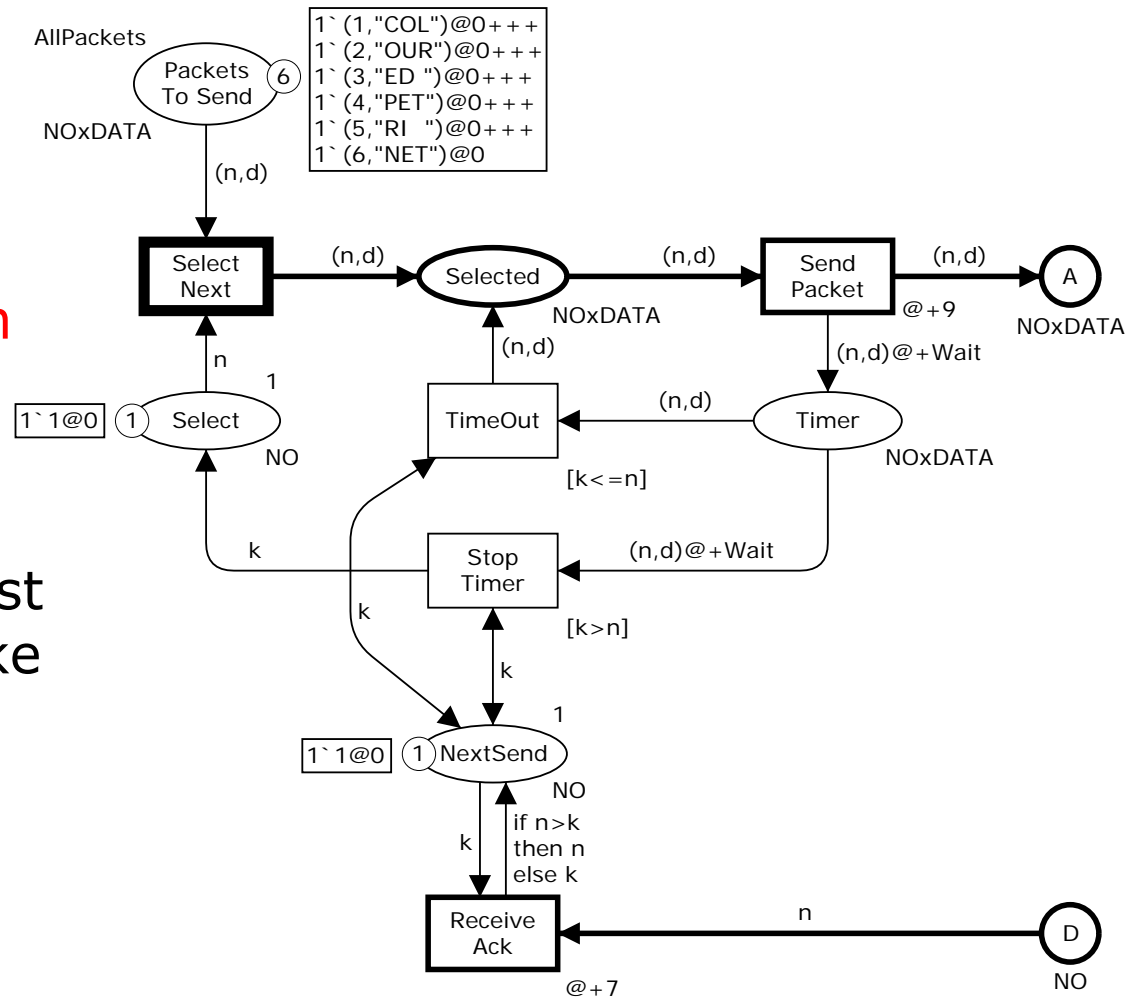 AllPackets
Packets
To Send
6
NOxDATA
1`(1,"COL")@0+++
1`(2,"OUR")@0+++
1`(3,"ED ")@0+++
1`(4,"PET")@0+++
1`(5,"RI  ")@0+++
1`(6,"NET")@0
(n,d)
Select
Next
(n,d)
Selected
NOxDATA
(n,d)
Send
Packet
@+9
(n,d)
A
NOxDATA
n
n
1
1`1@0
1
Select
NO
(n,d)
TimeOut
[k<=n]
(n,d)
(n,d)@+Wait
Timer
NOxDATA
k
Stop
Timer
[k>n]
(n,d)@+Wait
st
ke
k
k
1
1`1@0
1
NextSend
NO
k
if n>k
then n
else k
Receive
Ack
@+7
n
D
NO